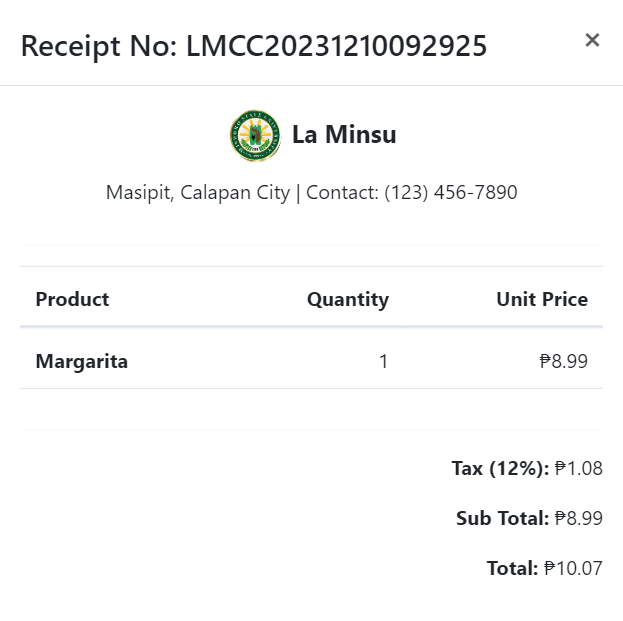 Receipt No: LMCC20231210092925 ×
La Minsu
Masipit, Calapan City | Contact: (123) 456-7890
Product Quantity Unit Price
Margarita 1 ₱8.99
Tax (12%): ₱1.08
Sub Total: ₱8.99
Total: ₱10.07